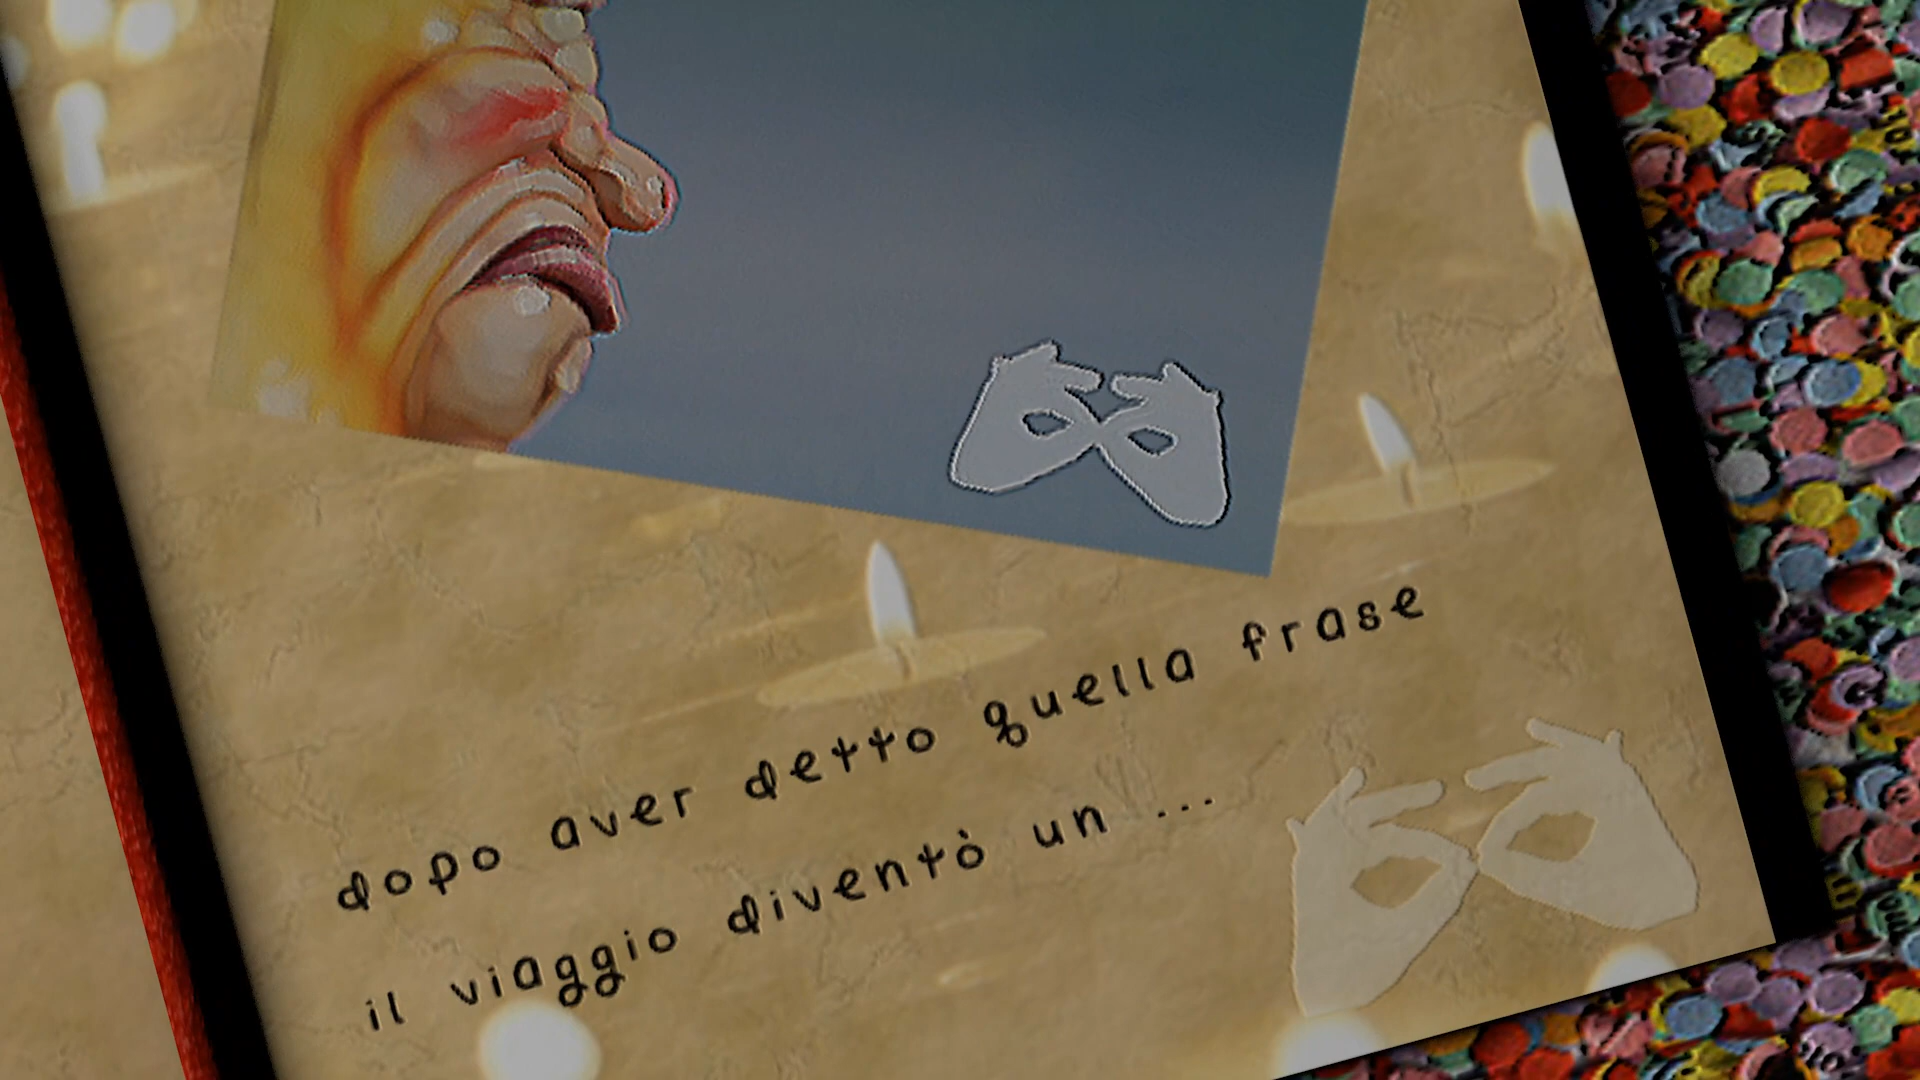 dopo aver detto quella frase
il viaggio diventò un ...